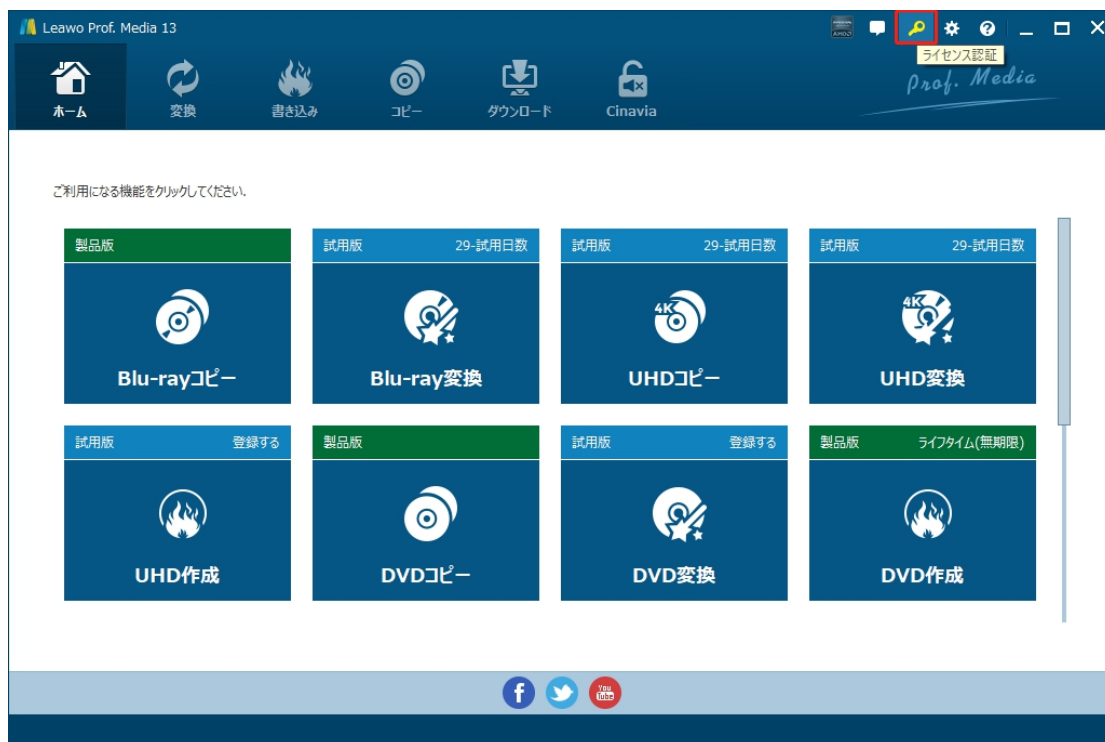 Leawo Prof. Media 13
ライセンス認証
Prof. Media
ホーム
変換
書き込み
コピー
ダウンロード
Cinavia
ご利用になる機能をクリックしてください.
製品版
試用版 29-試用日数
試用版 29-試用日数
試用版 29-試用日数
4K
4K
Blu-rayコピー
Blu-ray変換
UHDコピー
UHD変換
試用版 登録する
製品版
試用版 登録する
製品版 ライフタイム(無期限)
UHD作成
DVDコピー
DVD変換
DVD作成
You
Tube